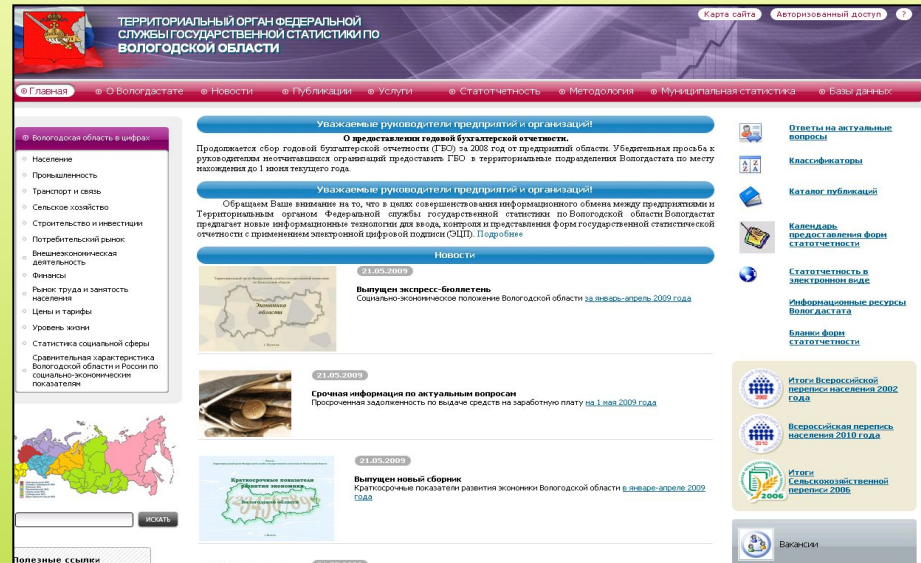 Карта сайта Авторизованный доступ ?
ТЕРРИТОРИАЛЬНЫЙ ОРГАН ФЕДЕРАЛЬНОЙ
СЛУЖБЫ ГОСУДАРСТВЕННОЙ СТАТИСТИКИ ПО
ВОЛОГОДСКОЙ ОБЛАСТИ
Главная О Вологдастате Новости Публикации Услуги Статотчетность Методология Муниципальная статистика Базы данных
Вологодская область в цифрах
Население
Промышленность
Транспорт и связь
Сельское хозяйство
Строительство и инвестиции
Потребительский рынок
Внешнеэкономическая
деятельность
Финансы
Рынок труда и занятость
населения
Цены и тарифы
Уровень жизни
Статистика социальной сферы
Сравнительная характеристика
Вологодской области и России по
социально-экономическим
показателям
ИСКАТЬ
Полезные ссылки
Уважаемые руководители предприятий и организаций!
О предоставлении годовой бухгалтерской отчетности.
Продолжается сбор годовой бухгалтерской отчетности (ГБО) за 2008 год от предприятий области. Убедительная просьба к
руководителям неотчитавшихся организаций предоставить ГБО в территориальные подразделения Вологдастата по месту
нахождения до 1 июня текущего года.
Уважаемые руководители предприятий и организаций!
Обращаем Ваше внимание на то, что в целях совершенствования информационного обмена между предприятиями и
Территориальным органом Федеральной службы государственной статистики по Вологодской области Вологдастат
предлагает новые информационные технологии для ввода, контроля и представления форм государственной статистической
отчетности с применением электронной цифровой подписи (ЭЦП). Подробнее
Новости
Экономика
области
21.05.2009
Выпущен экспресс-бюллетень
Социально-экономическое положение Вологодской области за январь-апрель 2009 года
21.05.2009
Срочная информация по актуальным вопросам
Просроченная задолженность по выдаче средств на заработную плату на 1 мая 2009 года
Краткосрочные показатели
развития экономики
Вологодской области
21.05.2009
Выпущен новый сборник
Краткосрочные показатели развития экономики Вологодской области в январе-апреле 2009
года
Ответы на актуальные
вопросы
Классификаторы
Каталог публикаций
Календарь
предоставления форм
статотчетности
Статотчетность в
электронном виде
Информационные ресурсы
Вологдастата
Бланки форм
статотчетности
2002
Итоги Всероссийской
переписи населения 2002
года
2010
Всероссийская перепись
населения 2010 года
2006
Итоги
Сельскохозяйственной
переписи 2006
Вакансии